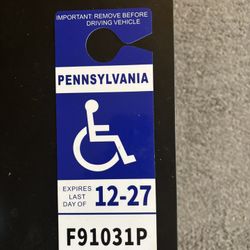 IMPORTANT: REMOVE BEFORE
DRIVING VEHICLE
PENNSYLVANIA
EXPIRES
LAST
DAY OF
12-27
F91031P